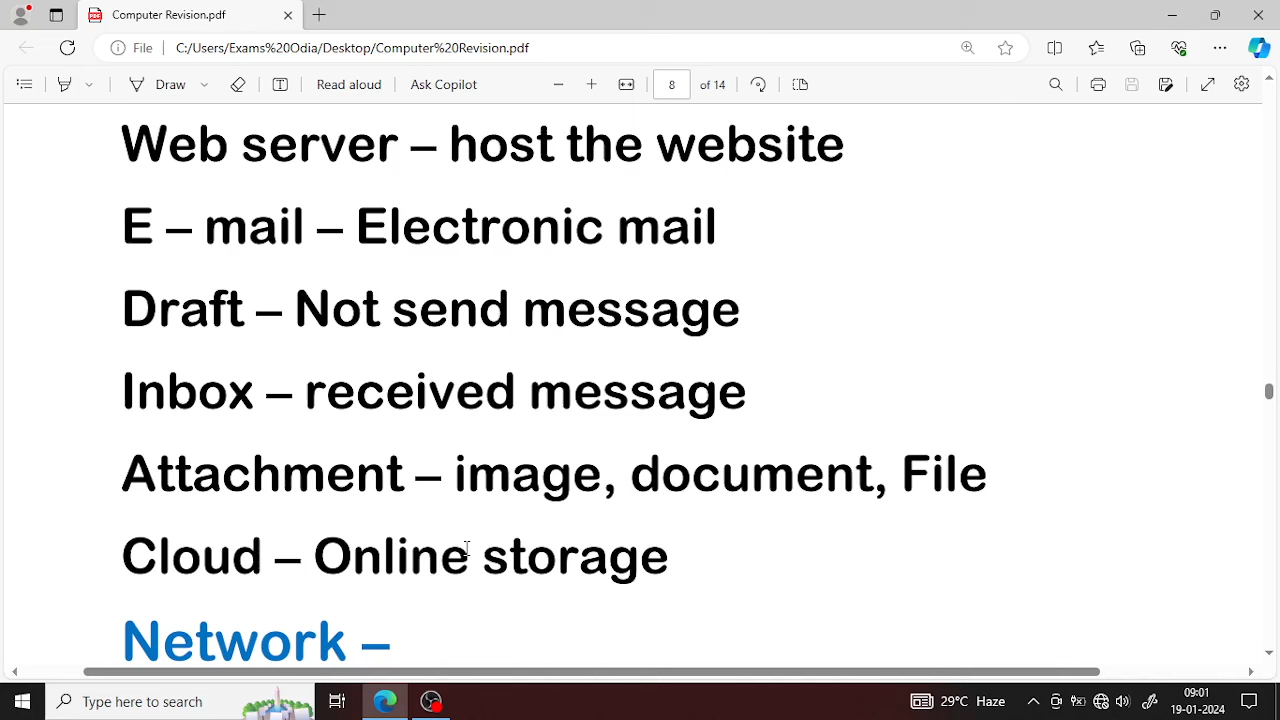 Computer Revision.pdf
File C:/Users/Exams%20Odia/Desktop/Computer%20Revision.pdf
Draw Read aloud Ask Copilot 8 of 14
Web server – host the website
E – mail – Electronic mail
Draft – Not send message
Inbox – received message
Attachment – image, document, File
Cloud – Online storage
Network –
Type here to search 29°C Haze 09:01
19-01-2024